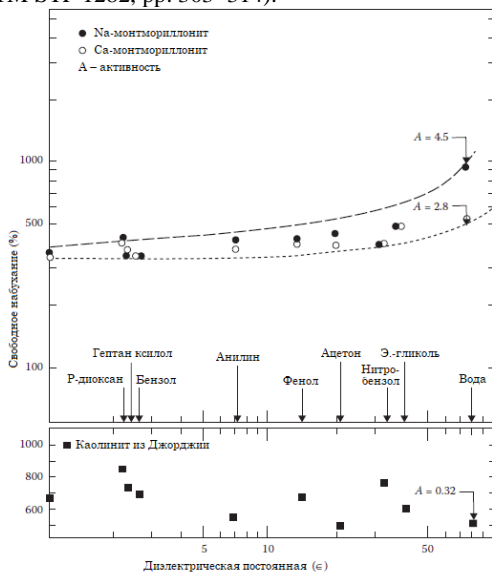 TM STP 1282, pp. 303–314).
Na-монтмориллонит
Ca-монтмориллонит
А – активность
A = 4.5
1000
A = 2.8
500
Свободное набухание (%)
100
Гептан ксилол
Ацетон
Э.-гликоль
Анилин
Нитро-
бензол
Р-диоксан
Бензол
Фенол
Вода
1000
Каолинит из Джорджии
800
A = 0.32
600
5
10
50
Диэлектрическая постоянная (ϵ)